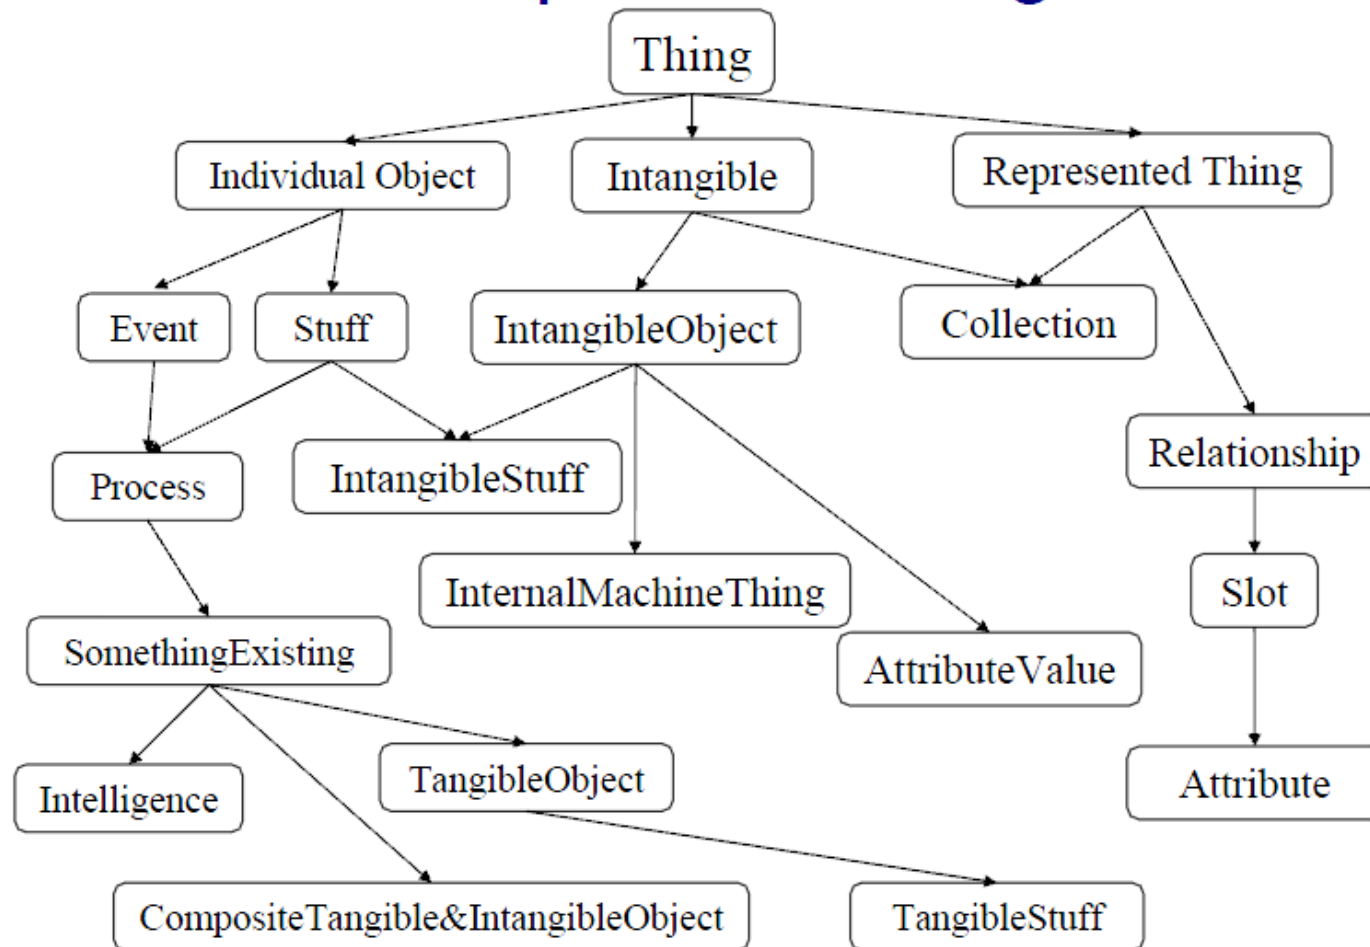 Thing
Individual Object
Intangible
Represented Thing
Event
Stuff
IntangibleObject
Collection
Process
IntangibleStuff
Relationship
InternalMachineThing
Slot
SomethingExisting
AttributeValue
Intelligence
TangibleObject
Attribute
CompositeTangible&IntangibleObject
TangibleStuff